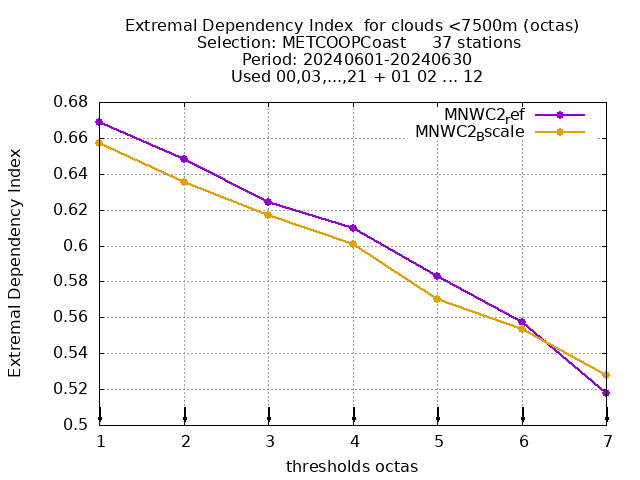 Extremal Dependency Index  for clouds <7500m (octas)
Selection: METCOOPCoast     37 stations
Period: 20240601-20240630
Used 00,03,...,21 + 01 02 ... 12
MNWC2_ref
MNWC2_Bscale
Extremal Dependency Index
0.68
0.66
0.64
0.62
0.6
0.58
0.56
0.54
0.52
0.5
1 2 3 4 5 6 7
thresholds octas